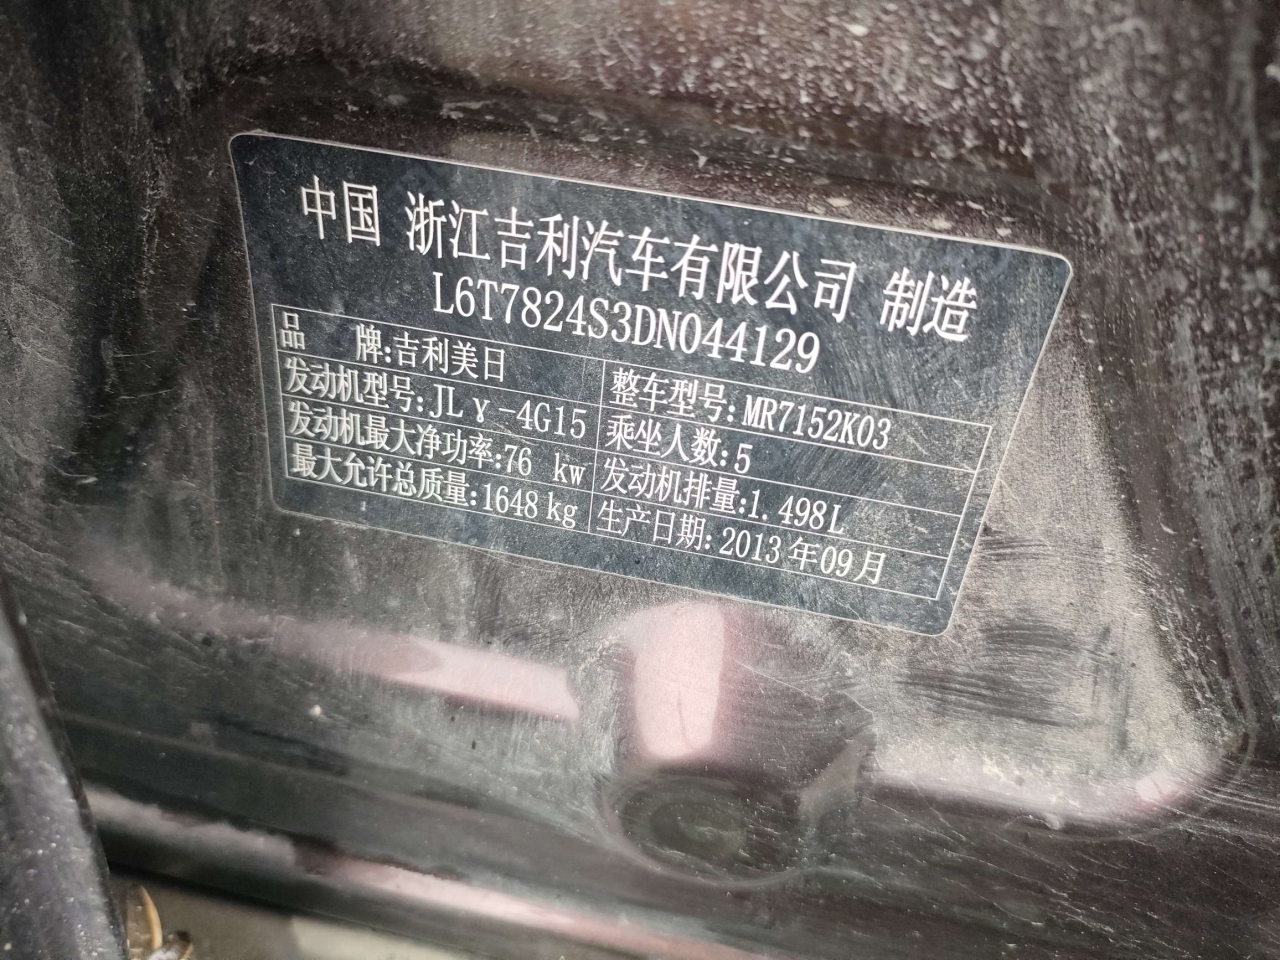 中国 浙江吉利汽车有限公司 制造
L6T7824S3DN044129
品 牌:吉利美日 整车型号:MR7152K03
发动机型号:JLγ-4G15 乘坐人数:5
发动机最大净功率:76 kw 发动机排量:1.498L
最大允许总质量:1648kg 生产日期:2013年09月